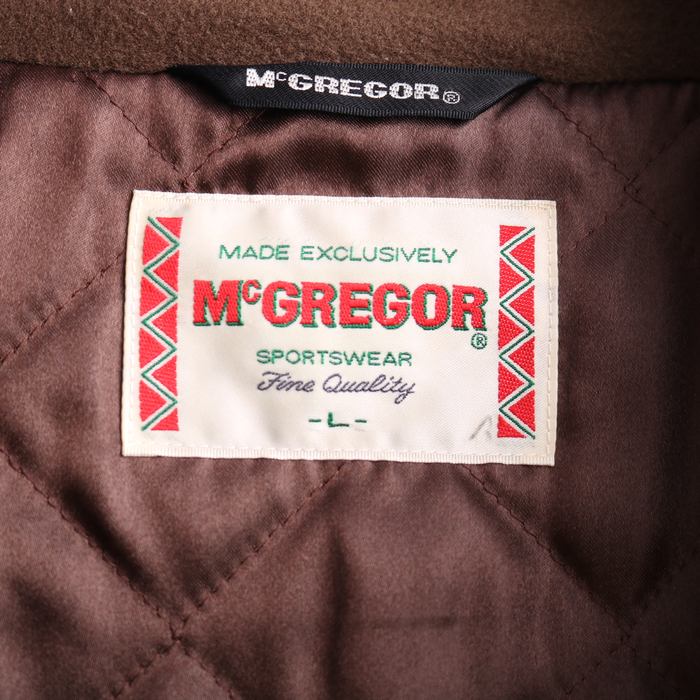 McGREGOR®
MADE EXCLUSIVELY
McGREGOR®
SPORTSWEAR
Fine Quality
-L-